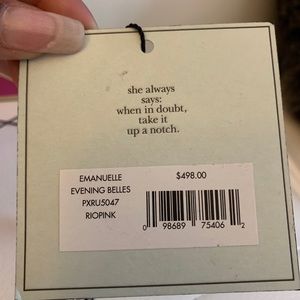 she always
says:
when in doubt,
take it
up a notch.
EMANUELLE
EVENING BELLES
PXRU5047
RIOPINK
$498.00
0 98689 75406 2